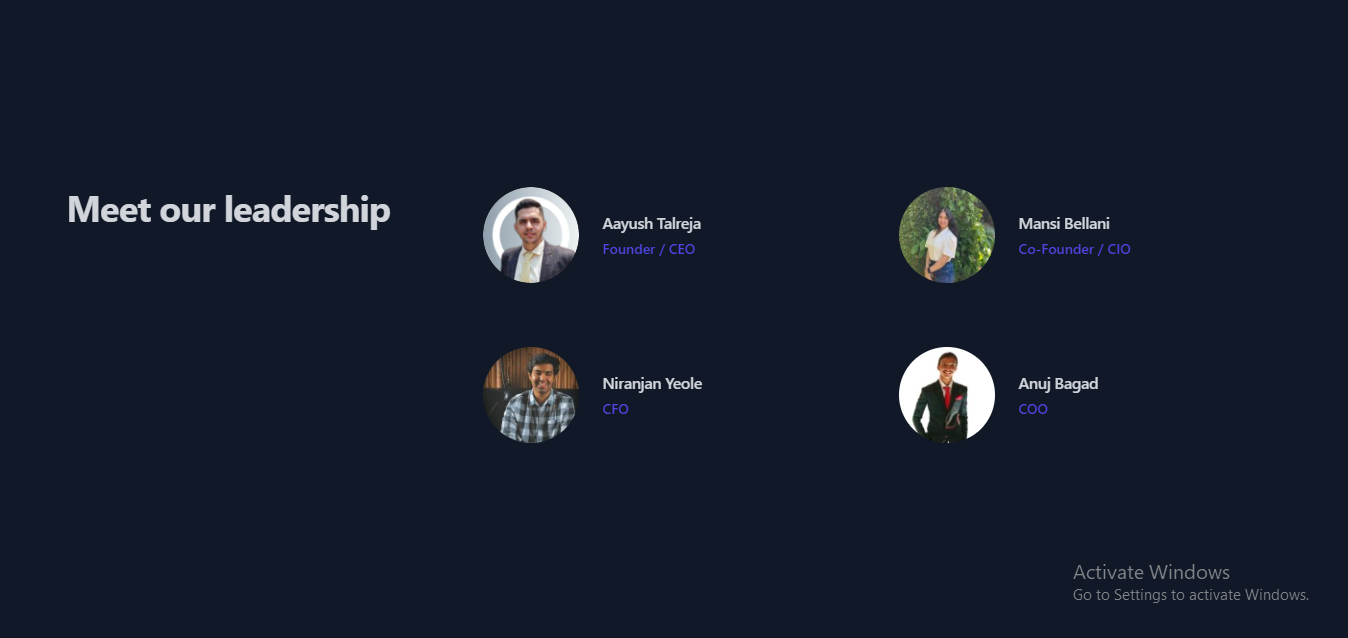 Meet our leadership
Aayush Talreja
Founder / CEO
Mansi Bellani
Co-Founder / CIO
Niranjan Yeole
CFO
Anuj Bagad
COO
Activate Windows
Go to Settings to activate Windows.